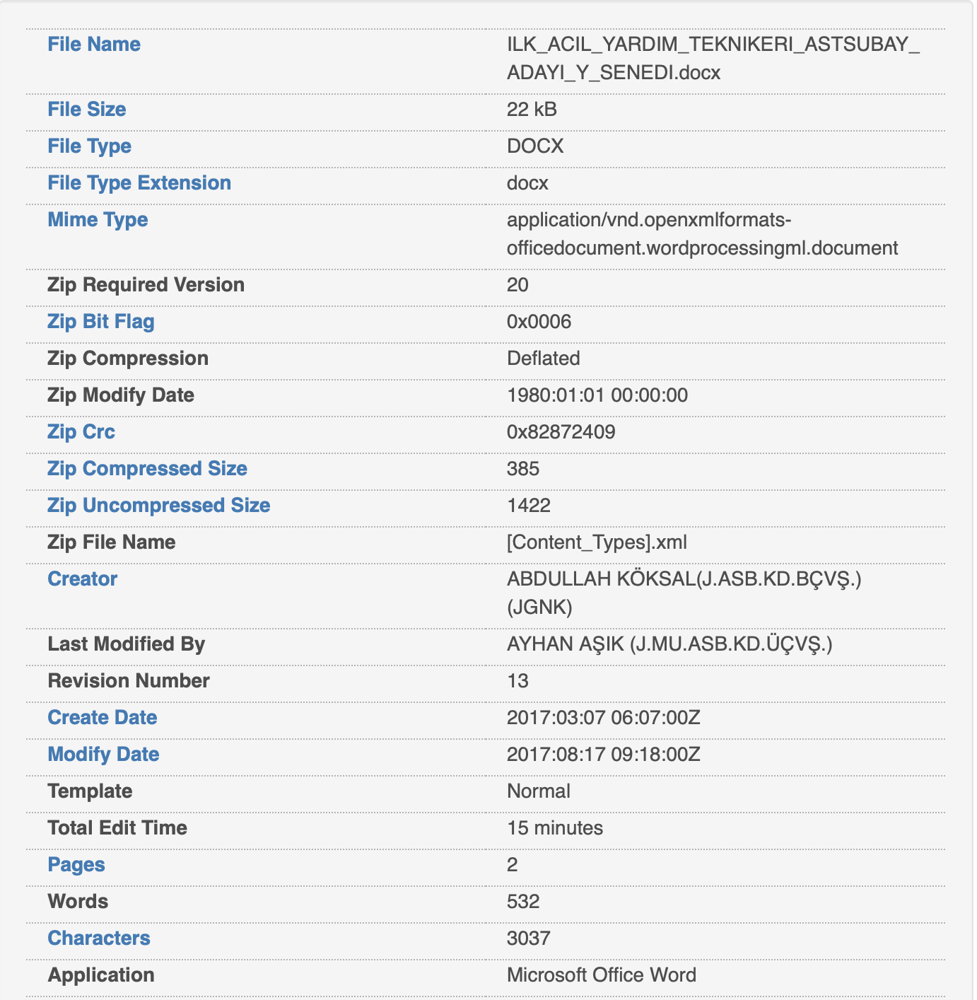 File Name ILK_ACIL_YARDIM_TEKNIKERI_ASTSUBAY_
ADAYI_Y_SENEDI.docx
File Size 22 kB
File Type DOCX
File Type Extension docx
Mime Type application/vnd.openxmlformats-
officedocument.wordprocessingml.document
Zip Required Version 20
Zip Bit Flag 0x0006
Zip Compression Deflated
Zip Modify Date 1980:01:01 00:00:00
Zip Crc 0x82872409
Zip Compressed Size 385
Zip Uncompressed Size 1422
Zip File Name [Content_Types].xml
Creator ABDULLAH KÖKSAL(J.ASB.KD.BÇVŞ.)
(JGNK)
Last Modified By AYHAN AŞIK (J.MU.ASB.KD.ÜÇVŞ.)
Revision Number 13
Create Date 2017:03:07 06:07:00Z
Modify Date 2017:08:17 09:18:00Z
Template Normal
Total Edit Time 15 minutes
Pages 2
Words 532
Characters 3037
Application Microsoft Office Word